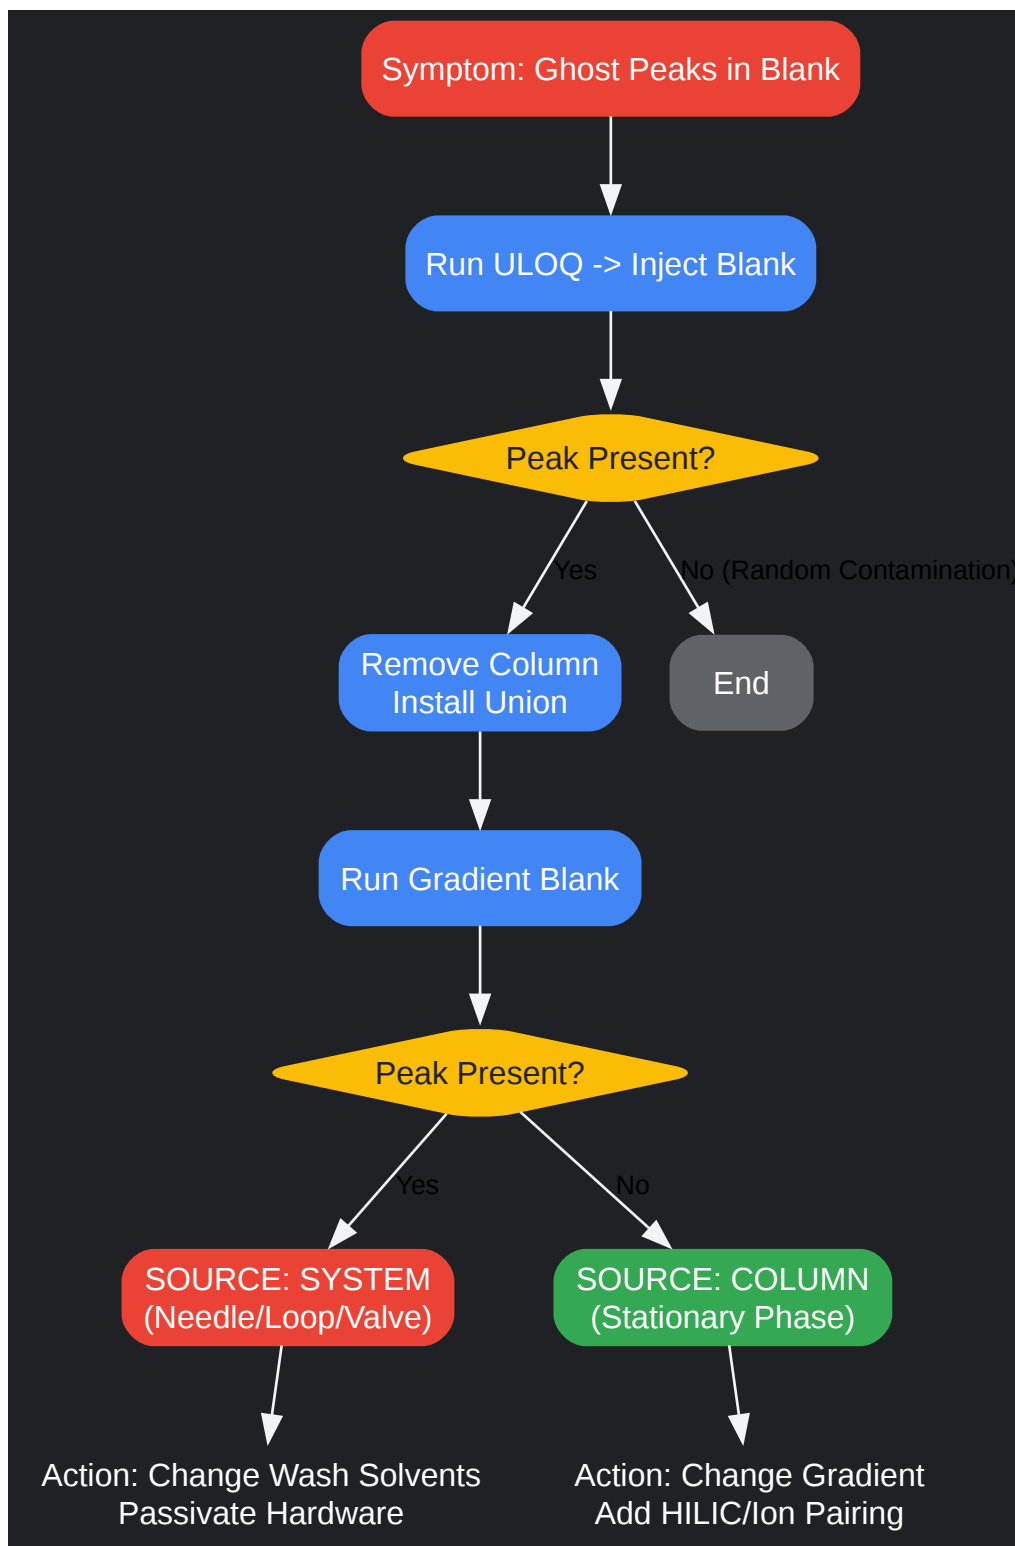 Symptom: Ghost Peaks in Blank
Run ULOQ -> Inject Blank
Peak Present?
Yes
No (Random Contamination)
Remove Column
Install Union
End
Run Gradient Blank
Peak Present?
Yes
No
SOURCE: SYSTEM
(Needle/Loop/Valve)
SOURCE: COLUMN
(Stationary Phase)
Action: Change Wash Solvents
Passivate Hardware
Action: Change Gradient
Add HILIC/Ion Pairing